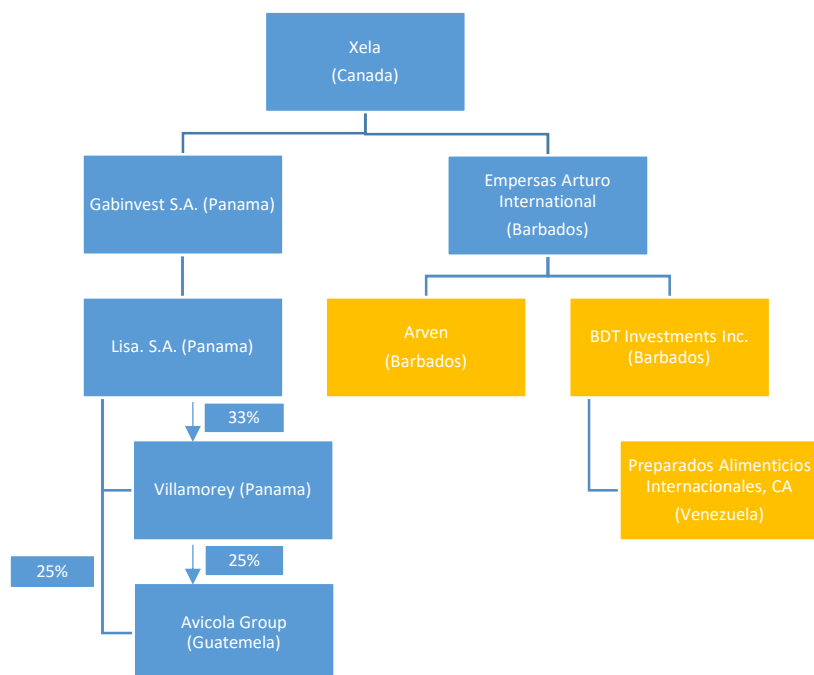 Xela
(Canada)
Gabinvest S.A. (Panama)
Empersas Arturo
International
(Barbados)
Lisa. S.A. (Panama)
Arven
(Barbados)
BDT Investments Inc.
(Barbados)
33%
Villamorey (Panama)
Preparados Alimenticios
Internacionales, CA
(Venezuela)
25%
25%
Avicola Group
(Guatemela)